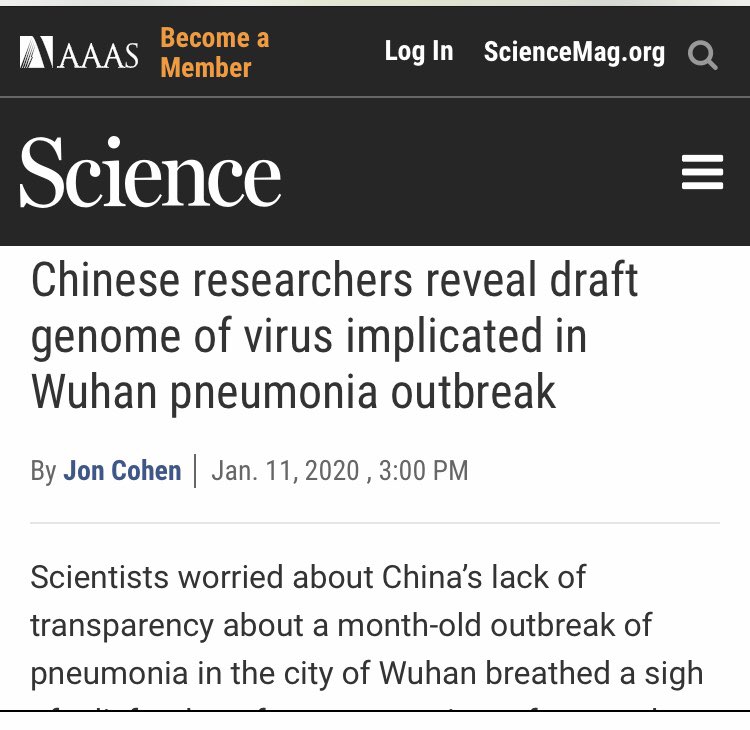 AAAS
Become a
Member
Log In
ScienceMag.org
Science
Chinese researchers reveal draft
genome of virus implicated in
Wuhan pneumonia outbreak
By Jon Cohen | Jan. 11, 2020 , 3:00 PM
Scientists worried about China’s lack of
transparency about a month-old outbreak of
pneumonia in the city of Wuhan breathed a sigh